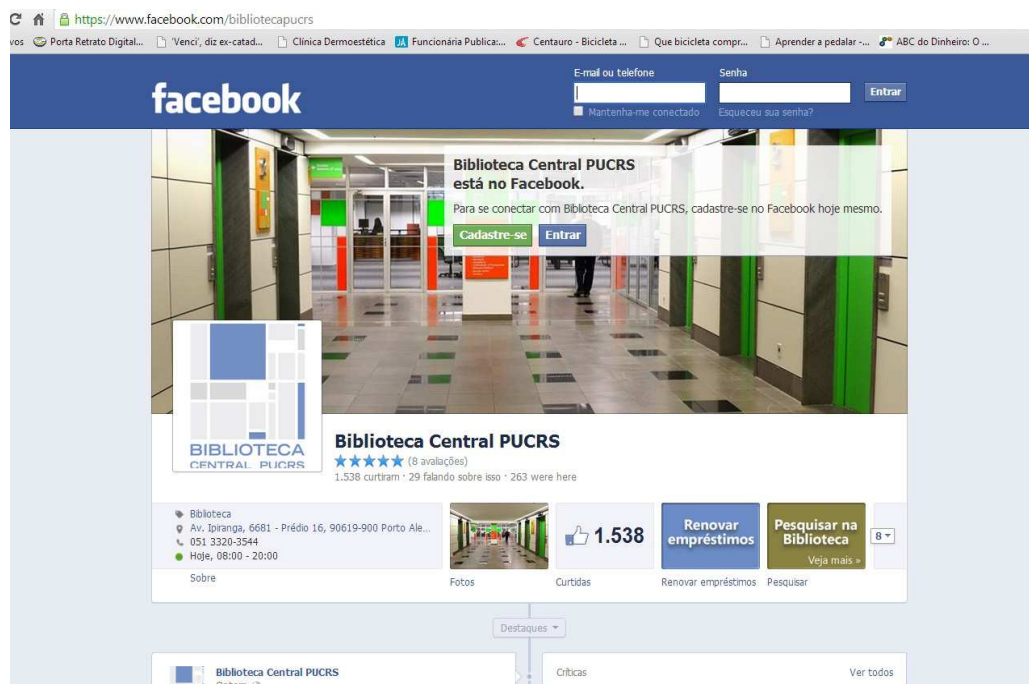 https://www.facebook.com/bibliotecapucrs
vos Porta Retrato Digital... 'Venci', diz ex-catad... Clínica Dermoestética JA Funcionária Publica:... Centauro - Bicicleta ... Que bicicleta compr... Aprender a pedalar -... ABC do Dinheiro: O ...
facebook
E-mail ou telefone Senha
Entrar
Mantenha-me conectado Esqueceu sua senha?
Biblioteca Central PUCRS
está no Facebook.
Para se conectar com Biblioteca Central PUCRS, cadastre-se no Facebook hoje mesmo.
Cadastre-se Entrar
BIBLIOTECA
CENTRAL PUCRS
Biblioteca Central PUCRS
(8 avaliações)
1.538 curtiram · 29 falando sobre isso · 263 were here
Biblioteca
Av. Ipiranga, 6681 - Prédio 16, 90619-900 Porto Ale...
051 3320-3544
Hoje, 08:00 - 20:00
Sobre
Fotos
1.538
Curtidas
Renovar
empréstimos
Renovar empréstimos
Pesquisar na
Biblioteca
Veja mais »
Pesquisar
8
Destaques
Biblioteca Central PUCRS
Críticas Ver todos